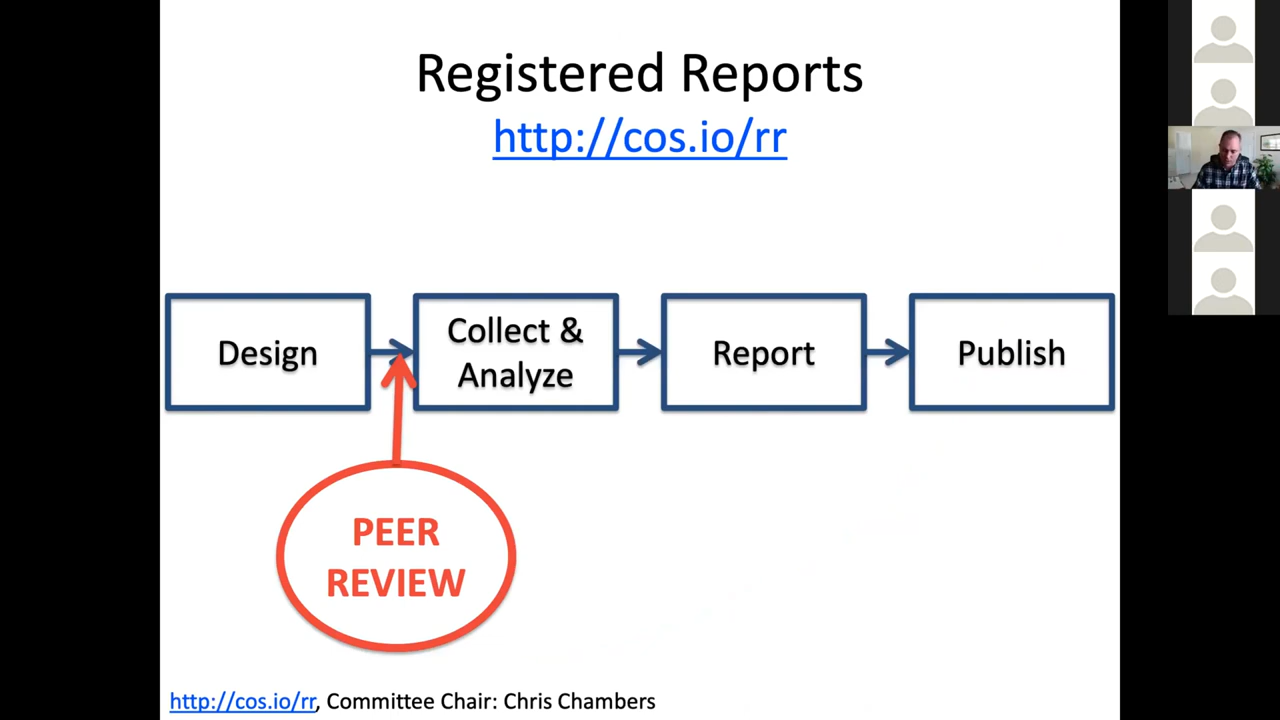 Registered Reports
http://cos.io/rr
Design
Collect &
Analyze
Report
Publish
PEER
REVIEW
http://cos.io/rr, Committee Chair: Chris Chambers